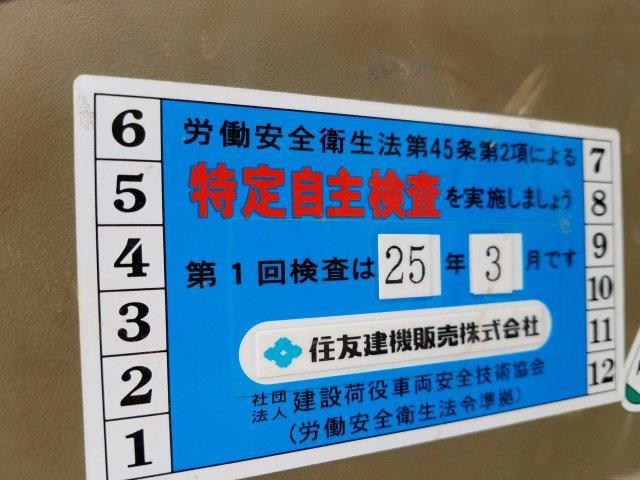 6
5
4
3
2
1
労働安全衛生法第45条第2項による
特定自主検査を実施しましょう
第1回検査は25年3月です
住友建機販売株式会社
社団法人 建設荷役車両安全技術協会
(労働安全衛生法令準拠)
7
8
9
10
11
12